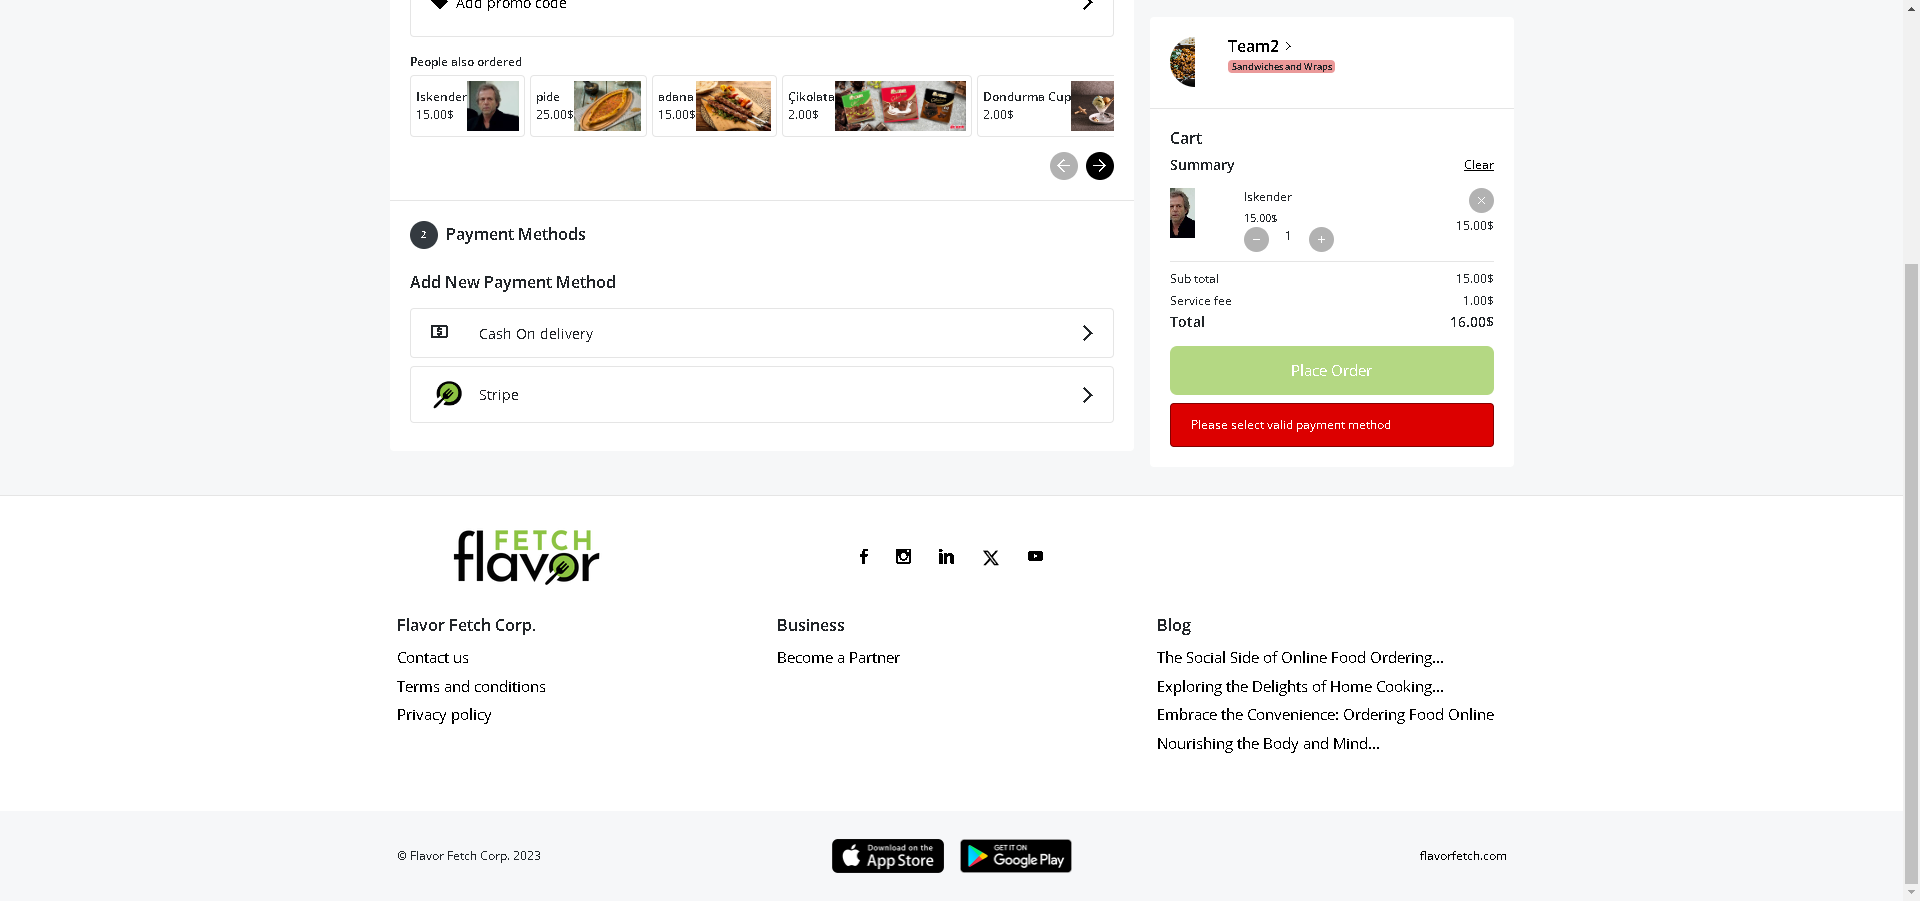 Add promo code
People also ordered
Iskender
15.00$
pide
25.00$
adana
15.00$
Çikolata
2.00$
Dondurma Cup
2.00$
2 Payment Methods
Add New Payment Method
Cash On delivery
Stripe
Team2
Sandwiches and Wraps
Cart
Summary Clear
Iskender
15.00$
1
15.00$
Sub total 15.00$
Service fee 1.00$
Total 16.00$
Place Order
Please select valid payment method
FETCH
flavor
Flavor Fetch Corp.
Contact us
Terms and conditions
Privacy policy
Business
Become a Partner
Blog
The Social Side of Online Food Ordering...
Exploring the Delights of Home Cooking...
Embrace the Convenience: Ordering Food Online
Nourishing the Body and Mind...
© Flavor Fetch Corp. 2023
Download on the
App Store
GET IT ON
Google Play
flavorfetch.com